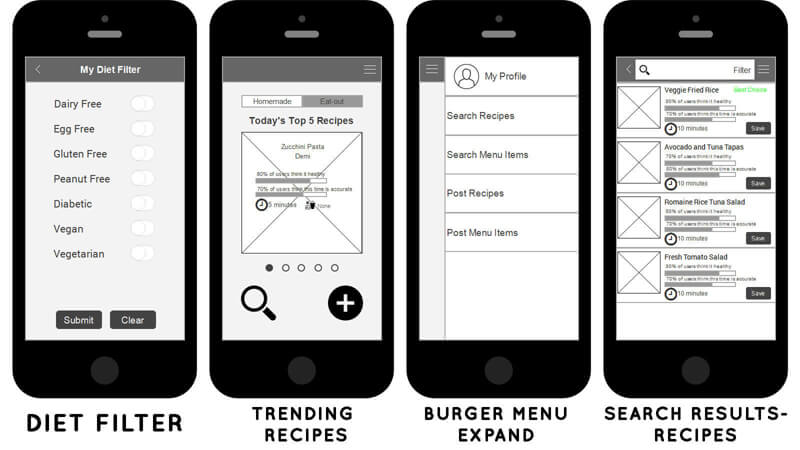 My Diet Filter
Dairy Free
Egg Free
Gluten Free
Peanut Free
Diabetic
Vegan
Vegetarian
Submit
Clear
DIET FILTER
Homemade
Eat-out
Today's Top 5 Recipes
Zucchini Pasta
Demi
80% of users think it healthy
70% of users think this time is accurate
5 minutes
None
TRENDING
RECIPES
My Profile
Search Recipes
Search Menu Items
Post Recipes
Post Menu Items
BURGER MENU
EXPAND
Filter
Veggie Fried Rice
Best Choice
80% of users think it healthy
70% of users think this time is accurate
10 minutes
Save
Avocado and Tuna Tapas
80% of users think it healthy
70% of users think this time is accurate
10 minutes
Save
Romaine Rice Tuna Salad
80% of users think it healthy
70% of users think this time is accurate
10 minutes
Save
Fresh Tomato Salad
80% of users think it healthy
70% of users think this time is accurate
10 minutes
Save
SEARCH RESULTS-
RECIPES